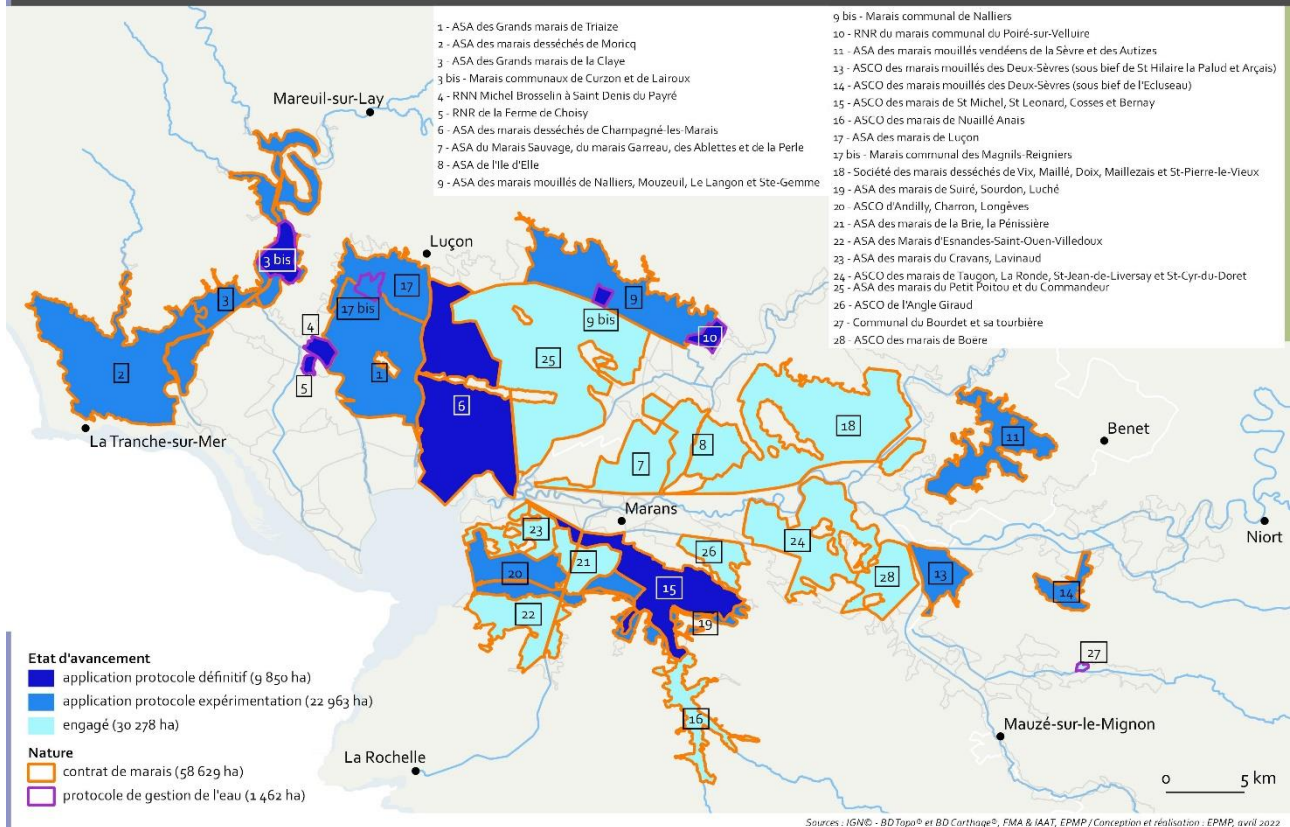 1 - ASA des Grands marais de Triaize
2 - ASA des marais desséchés de Moricq
3 - ASA des Grands marais de la Claye
3 bis - Marais communaux de Curzon et de Lairoux
4 - RNN Michel Brosselin à Saint Denis du Payré
5 - RNR de la Ferme de Choisy
6 - ASA des marais desséchés de Champagné-les-Marais
7 - ASA du Marais Sauvage, du marais Garreau, des Ablettes et de la Perle
8 - ASA de l'Ile d'Elle
9 - ASA des marais mouillés de Nalliers, Mouzeuil, Le Langon et Ste-Gemme
9 bis - Marais communal de Nalliers
10 - RNR du marais communal du Poiré-sur-Velluire
11 - ASA des marais mouillés vendéens de la Sèvre et des Autizes
13 - ASCO des marais mouillés des Deux-Sèvres (sous bief de St Hilaire la Palud et Arçais)
14 - ASCO des marais mouillés des Deux-Sèvres (sous bief de l'Ecluseau)
15 - ASCO des marais de St Michel, St Leonard, Cosses et Bernay
16 - ASCO des marais de Nuaillé Anais
17 - ASA des marais de Luçon
17 bis - Marais communal des Magnils-Reigniers
18 - Société des marais desséchés de Vix, Maillé, Doix, Maillezais et St-Pierre-le-Vieux
19 - ASA des marais de Suiré, Sourdon, Luché
20 - ASCO d'Andilly, Charron, Longèves
21 - ASA des marais de la Brie, la Pénissière
22 - ASA des Marais d'Esnandes-Saint-Ouen-Villedoux
23 - ASA des marais du Cravans, Lavinaud
24 - ASCO des marais de Taugon, La Ronde, St-Jean-de-Liversay et St-Cyr-du-Doret
25 - ASA des marais du Petit Poitou et du Commandeur
26 - ASCO de l'Angle Giraud
27 - Communal du Bourdet et sa tourbière
28 - ASCO des marais de Boëre
Mareuil-sur-Lay
Luçon
3 bis
17
3
9
17 bis
9 bis
4
10
25
2
1
5
6
La Tranche-sur-Mer
18
11
Benet
8
7
Marans
23
24
Niort
26
21
20
28
13
15
14
22
19
27
16
Mauzé-sur-le-Mignon
La Rochelle
Etat d'avancement
application protocole définitif (9 850 ha)
application protocole expérimentation (22 963 ha)
engagé (30 278 ha)
Nature
contrat de marais (58 629 ha)
protocole de gestion de l'eau (1 462 ha)
0 5 km
Sources : IGN© - BD Topo® et BD Carthage®, FMA & IAAT, EPMP / Conception et réalisation : EPMP, avril 2022